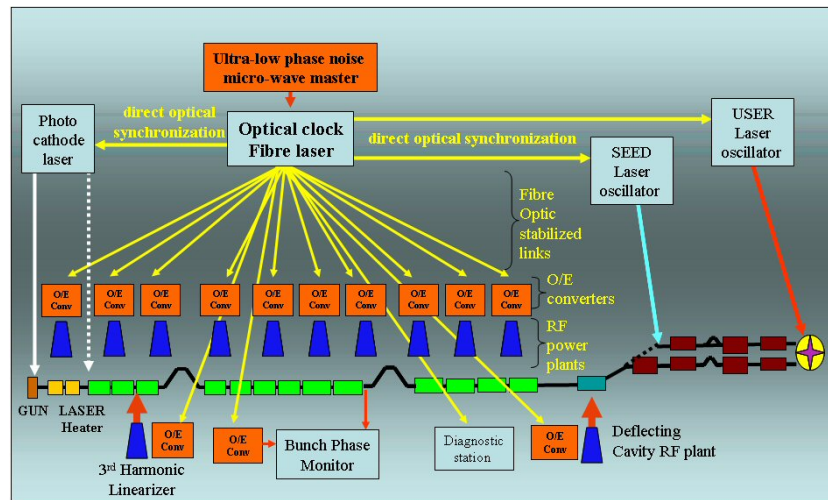 Ultra-low phase noise
micro-wave master
direct optical
synchronization
Photo
cathode
laser
Optical clock
Fibre laser
direct optical synchronization
USER
Laser
oscillator
SEED
Laser
oscillator
Fibre
Optic
stabilized
links
O/E
Conv
O/E
Conv
O/E
Conv
O/E
Conv
O/E
Conv
O/E
Conv
O/E
Conv
O/E
Conv
O/E
Conv
O/E
Conv
O/E
converters
RF
power
plants
GUN
LASER
Heater
O/E
Conv
3rd Harmonic
Linearizer
O/E
Conv
Bunch Phase
Monitor
Diagnostic
station
O/E
Conv
Deflecting
Cavity RF plant